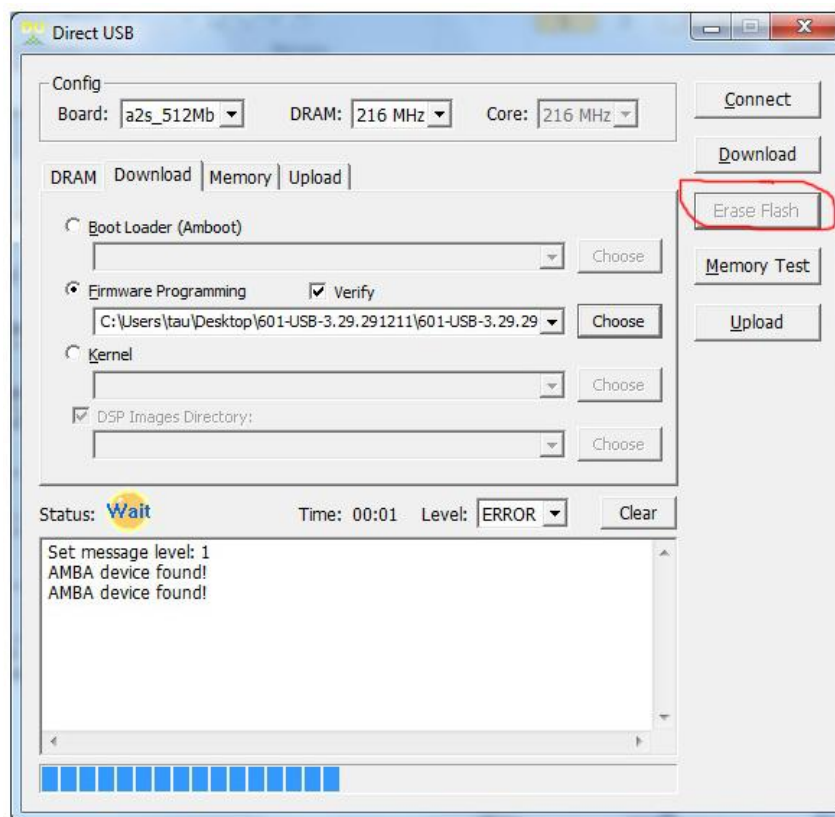 Direct USB
Config
Board: a2s_512Mb DRAM: 216 MHz Core: 216 MHz
Connect
Download
Erase Flash
Memory Test
Upload
DRAM Download Memory Upload
Boot Loader (Amboot)
Choose
Firmware Programming Verify
C:\Users\tau\Desktop\601-USB-3.29.291211\601-USB-3.29.29 Choose
Kernel
Choose
DSP Images Directory:
Choose
Status: Wait Time: 00:01 Level: ERROR Clear
Set message level: 1
AMBA device found!
AMBA device found!